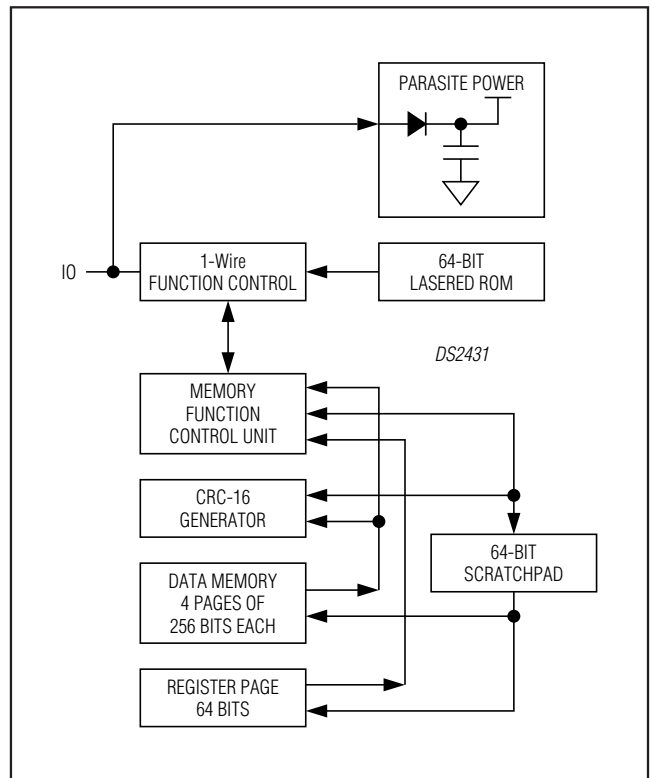 PARASITE POWER
IO
1-Wire
FUNCTION CONTROL
64-BIT
LASERED ROM
DS2431
MEMORY
FUNCTION
CONTROL UNIT
CRC-16
GENERATOR
64-BIT
SCRATCHPAD
DATA MEMORY
4 PAGES OF
256 BITS EACH
REGISTER PAGE
64 BITS